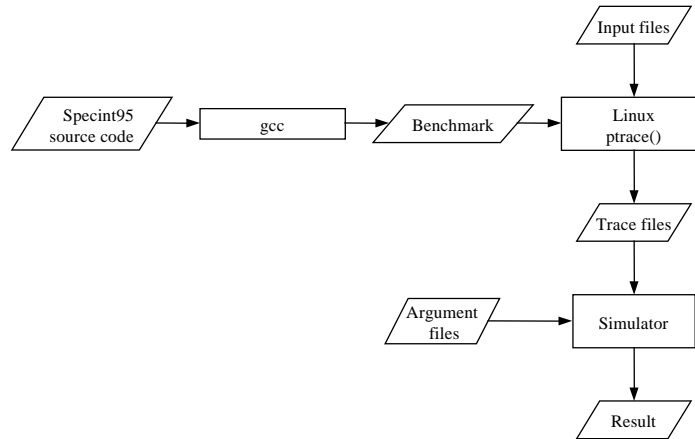 Input files
Specint95
source code
gcc
Benchmark
Linux
ptrace()
Trace files
Argument
files
Simulator
Result